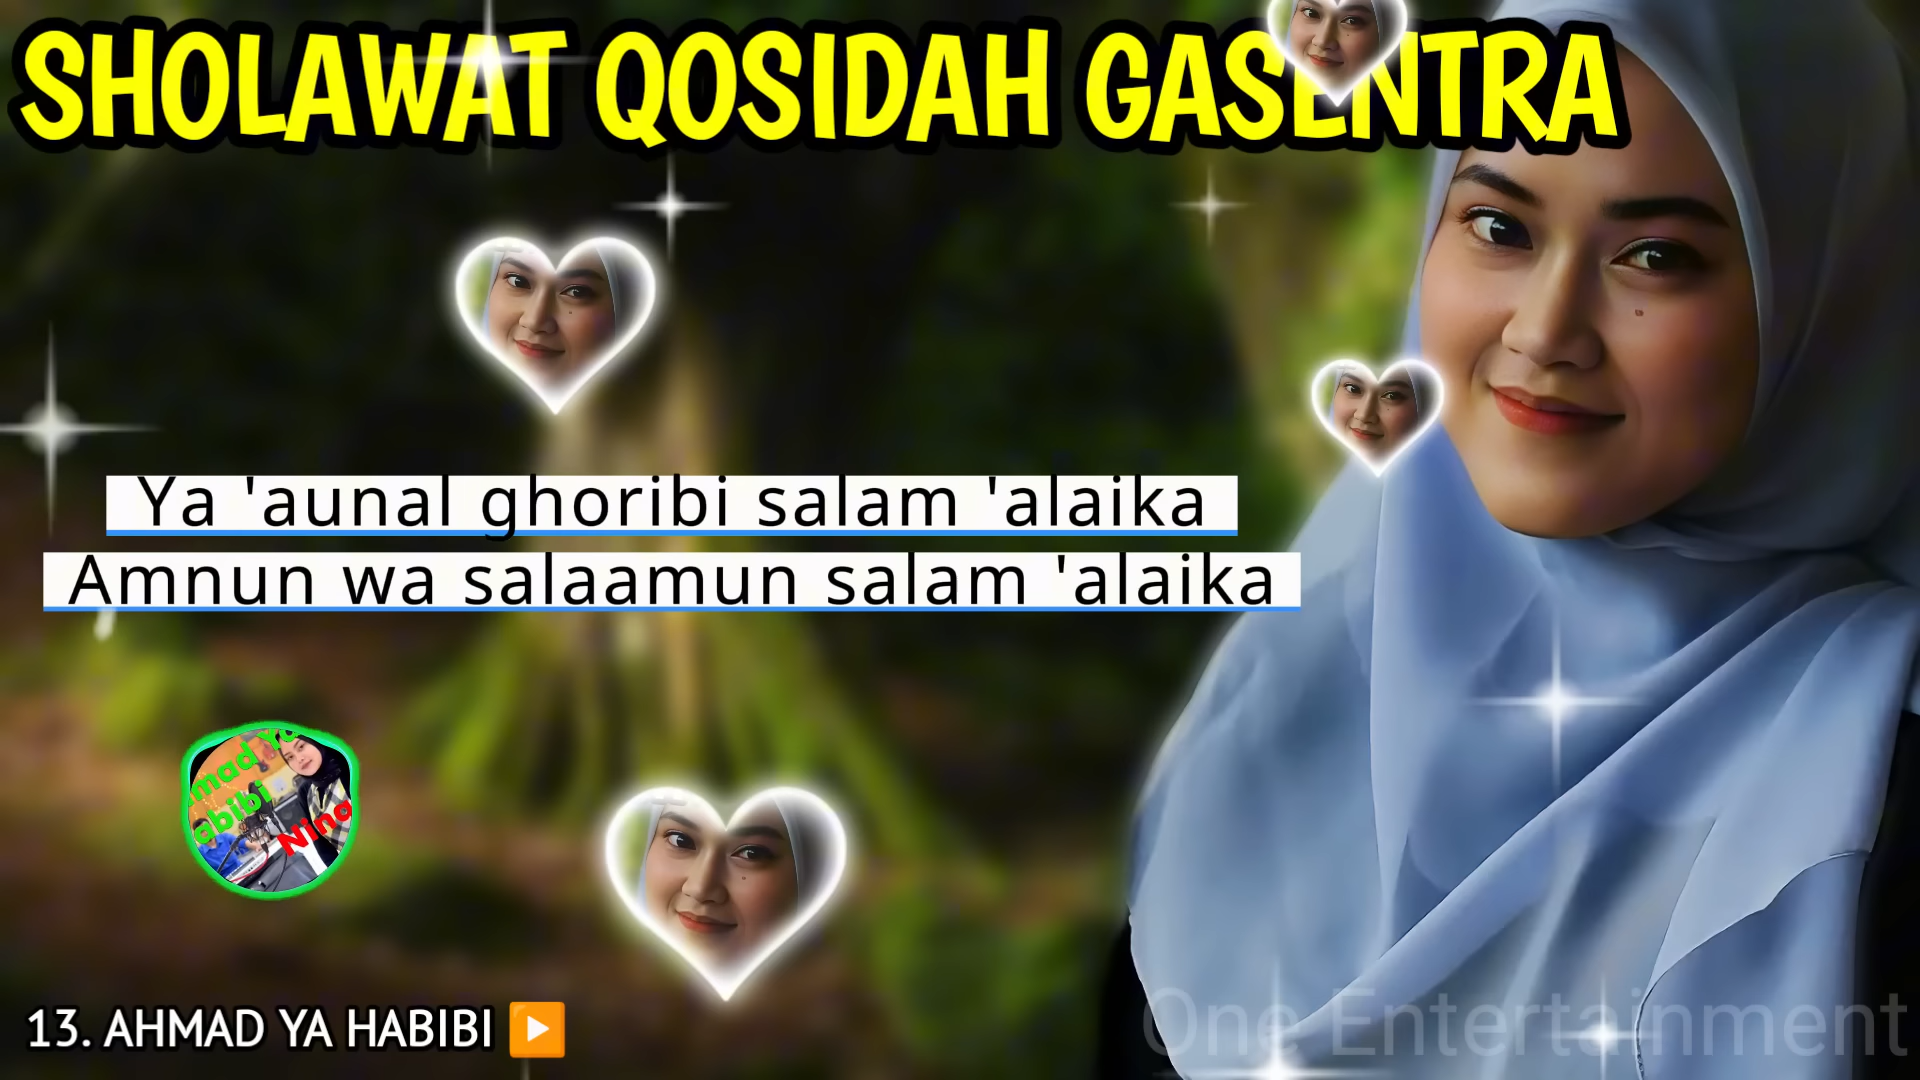 SHOLAWAT QOSIDAH GASENTRA
Ya 'aunal ghoribi salam 'alaika
Amnun wa salaamun salam 'alaika
Nina
13. AHMAD YA HABIBI
One Entertainment